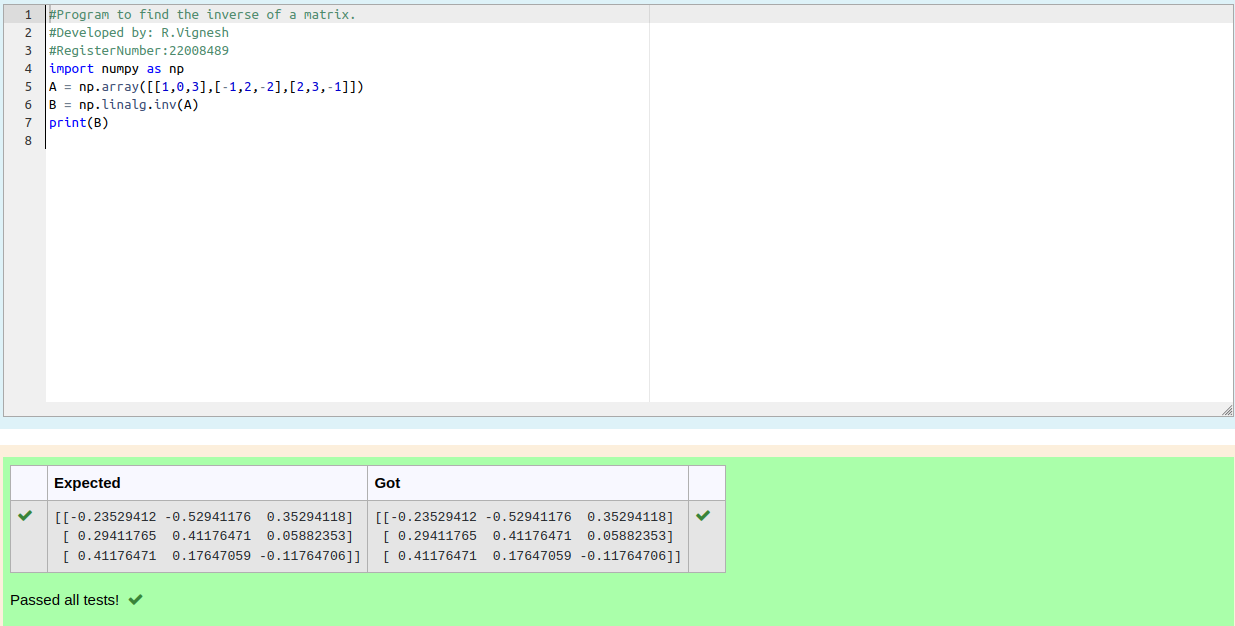 1 #Program to find the inverse of a matrix.
2 #Developed by: R.Vignesh
3 #RegisterNumber:22008489
4 import numpy as np
5 A = np.array([[1,0,3],[-1,2,-2],[2,3,-1]])
6 B = np.linalg.inv(A)
7 print(B)
8
Expected Got
[[-0.23529412 -0.52941176  0.35294118] [[-0.23529412 -0.52941176  0.35294118]
[ 0.29411765  0.41176471  0.05882353] [ 0.29411765  0.41176471  0.05882353]
[ 0.41176471  0.17647059 -0.11764706]] [ 0.41176471  0.17647059 -0.11764706]]
Passed all tests!